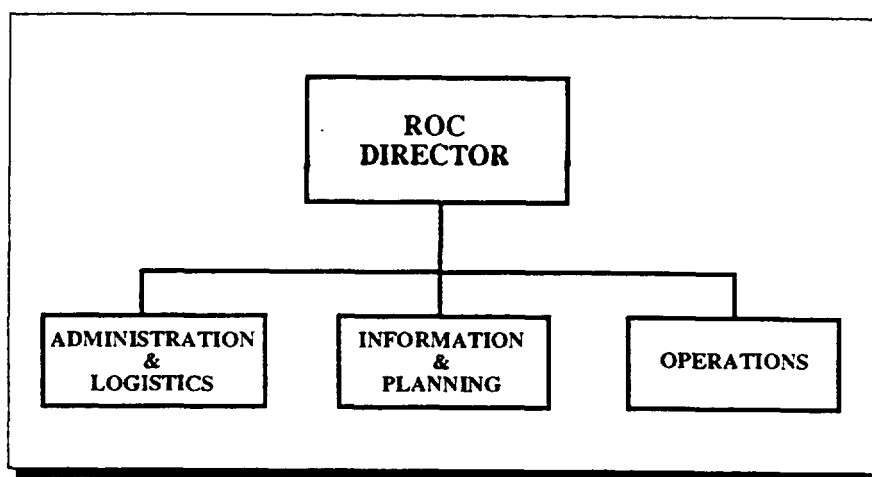 ROC
DIRECTOR
ADMINISTRATION
&
LOGISTICS
INFORMATION
&
PLANNING
OPERATIONS